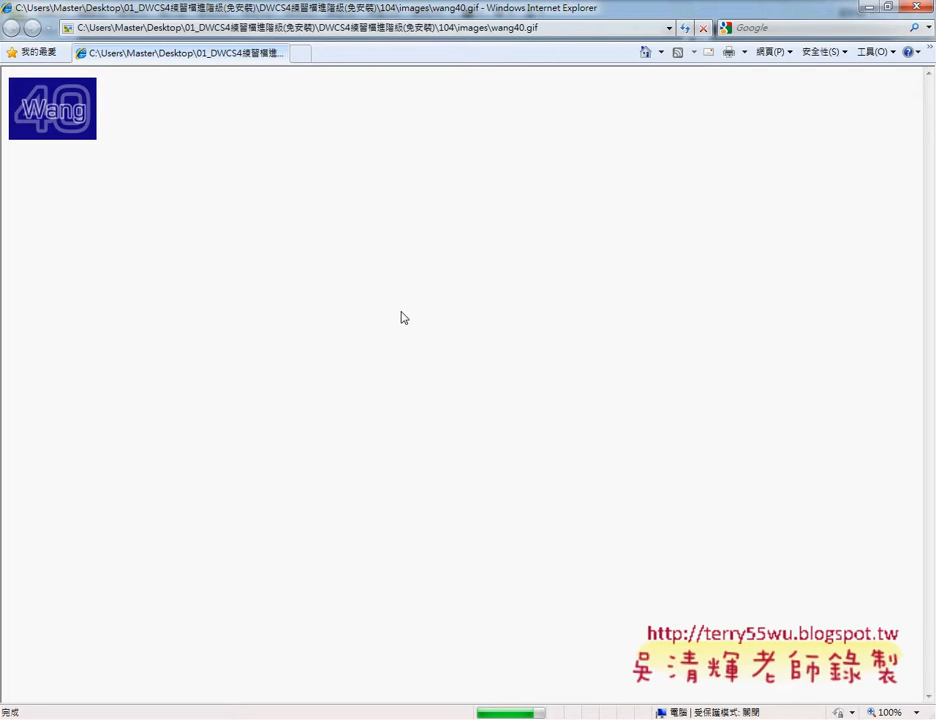 C:\Users\Master\Desktop\01_DWCS4練習檔進階級(免安裝)\DWCS4練習檔進階級(免安裝)\104\images\wang40.gif - Windows Internet Explorer
C:\Users\Master\Desktop\01_DWCS4練習檔進階級(免安裝)\DWCS4練習檔進階級(免安裝)\104\images\wang40.gif
Google
我的最愛
C:\Users\Master\Desktop\01_DWCS4練習檔進...
網頁(P)
安全性(S)
工具(O)
40
Wang
http://terry55wu.blogspot.tw
吳清輝老師錄製
完成
電腦 | 受保護模式: 關閉
100%